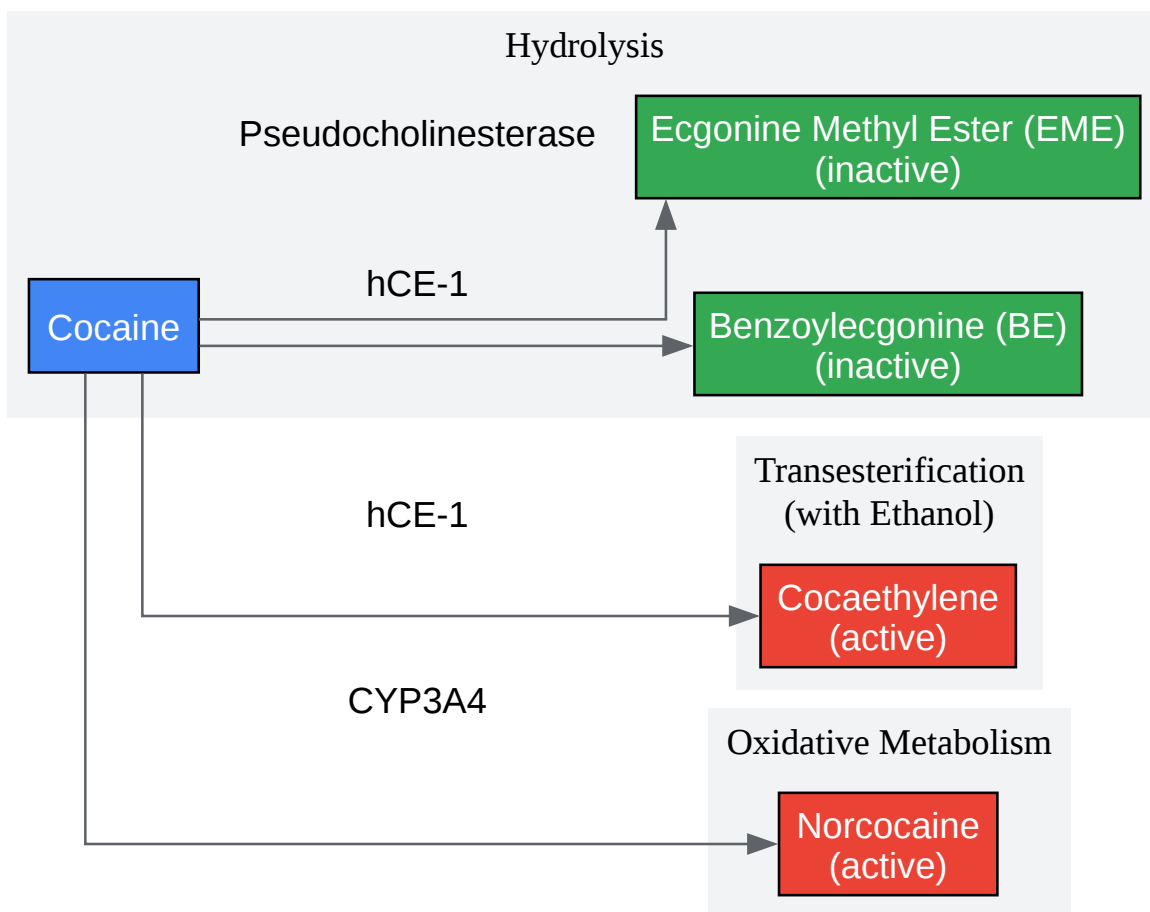 Hydrolysis
Pseudocholinesterase
Ecgonine Methyl Ester (EME)
(inactive)
hCE-1
Cocaine
Benzoylecgonine (BE)
(inactive)
Transesterification
(with Ethanol)
hCE-1
Cocaethylene
(active)
CYP3A4
Oxidative Metabolism
Norcocaine
(active)